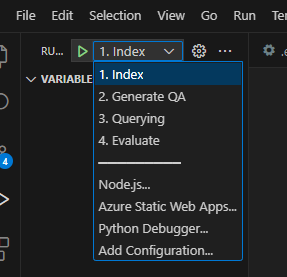 File Edit Selection View Go Run
RU... 1. Index ...
VARIABLE
1. Index
2. Generate QA
3. Querying
4. Evaluate
Node.js...
Azure Static Web Apps...
Python Debugger...
Add Configuration...
4